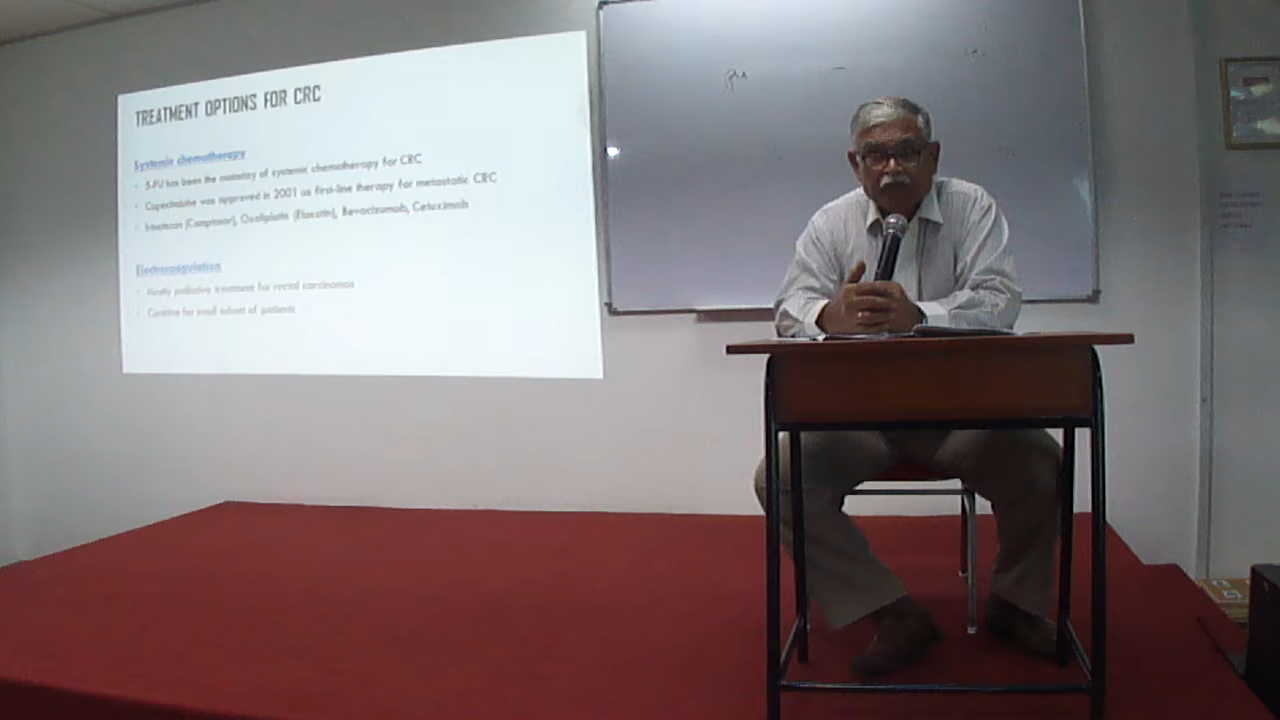 TREATMENT OPTIONS FOR CRC
Systemic chemotherapy
5-FU has been the mainstay of systemic chemotherapy for CRC
Capecitabine was approved in 2001 as first-line therapy for metastatic CRC
Irinotecan (Camptosar), Oxaliplatin (Eloxatin), Bevacizumab, Cetuximab
Electrocoagulation
Mostly palliative treatment for rectal carcinomas
Curative for small subset of patients